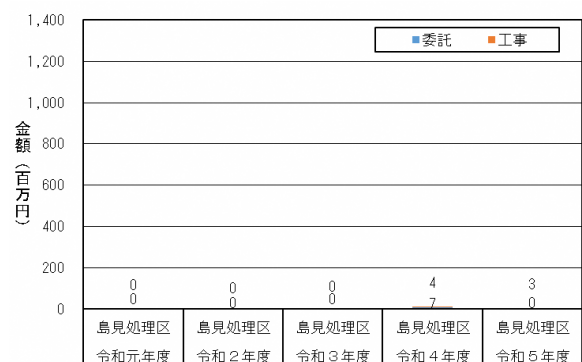 1,400
■委託 ■工事
1,200
1,000
800
600
400
200
0
金額（百万円）
0 0 0 4 3
0 0 0 7 0
島見処理区 島見処理区 島見処理区 島見処理区 島見処理区
令和元年度 令和２年度 令和３年度 令和４年度 令和５年度